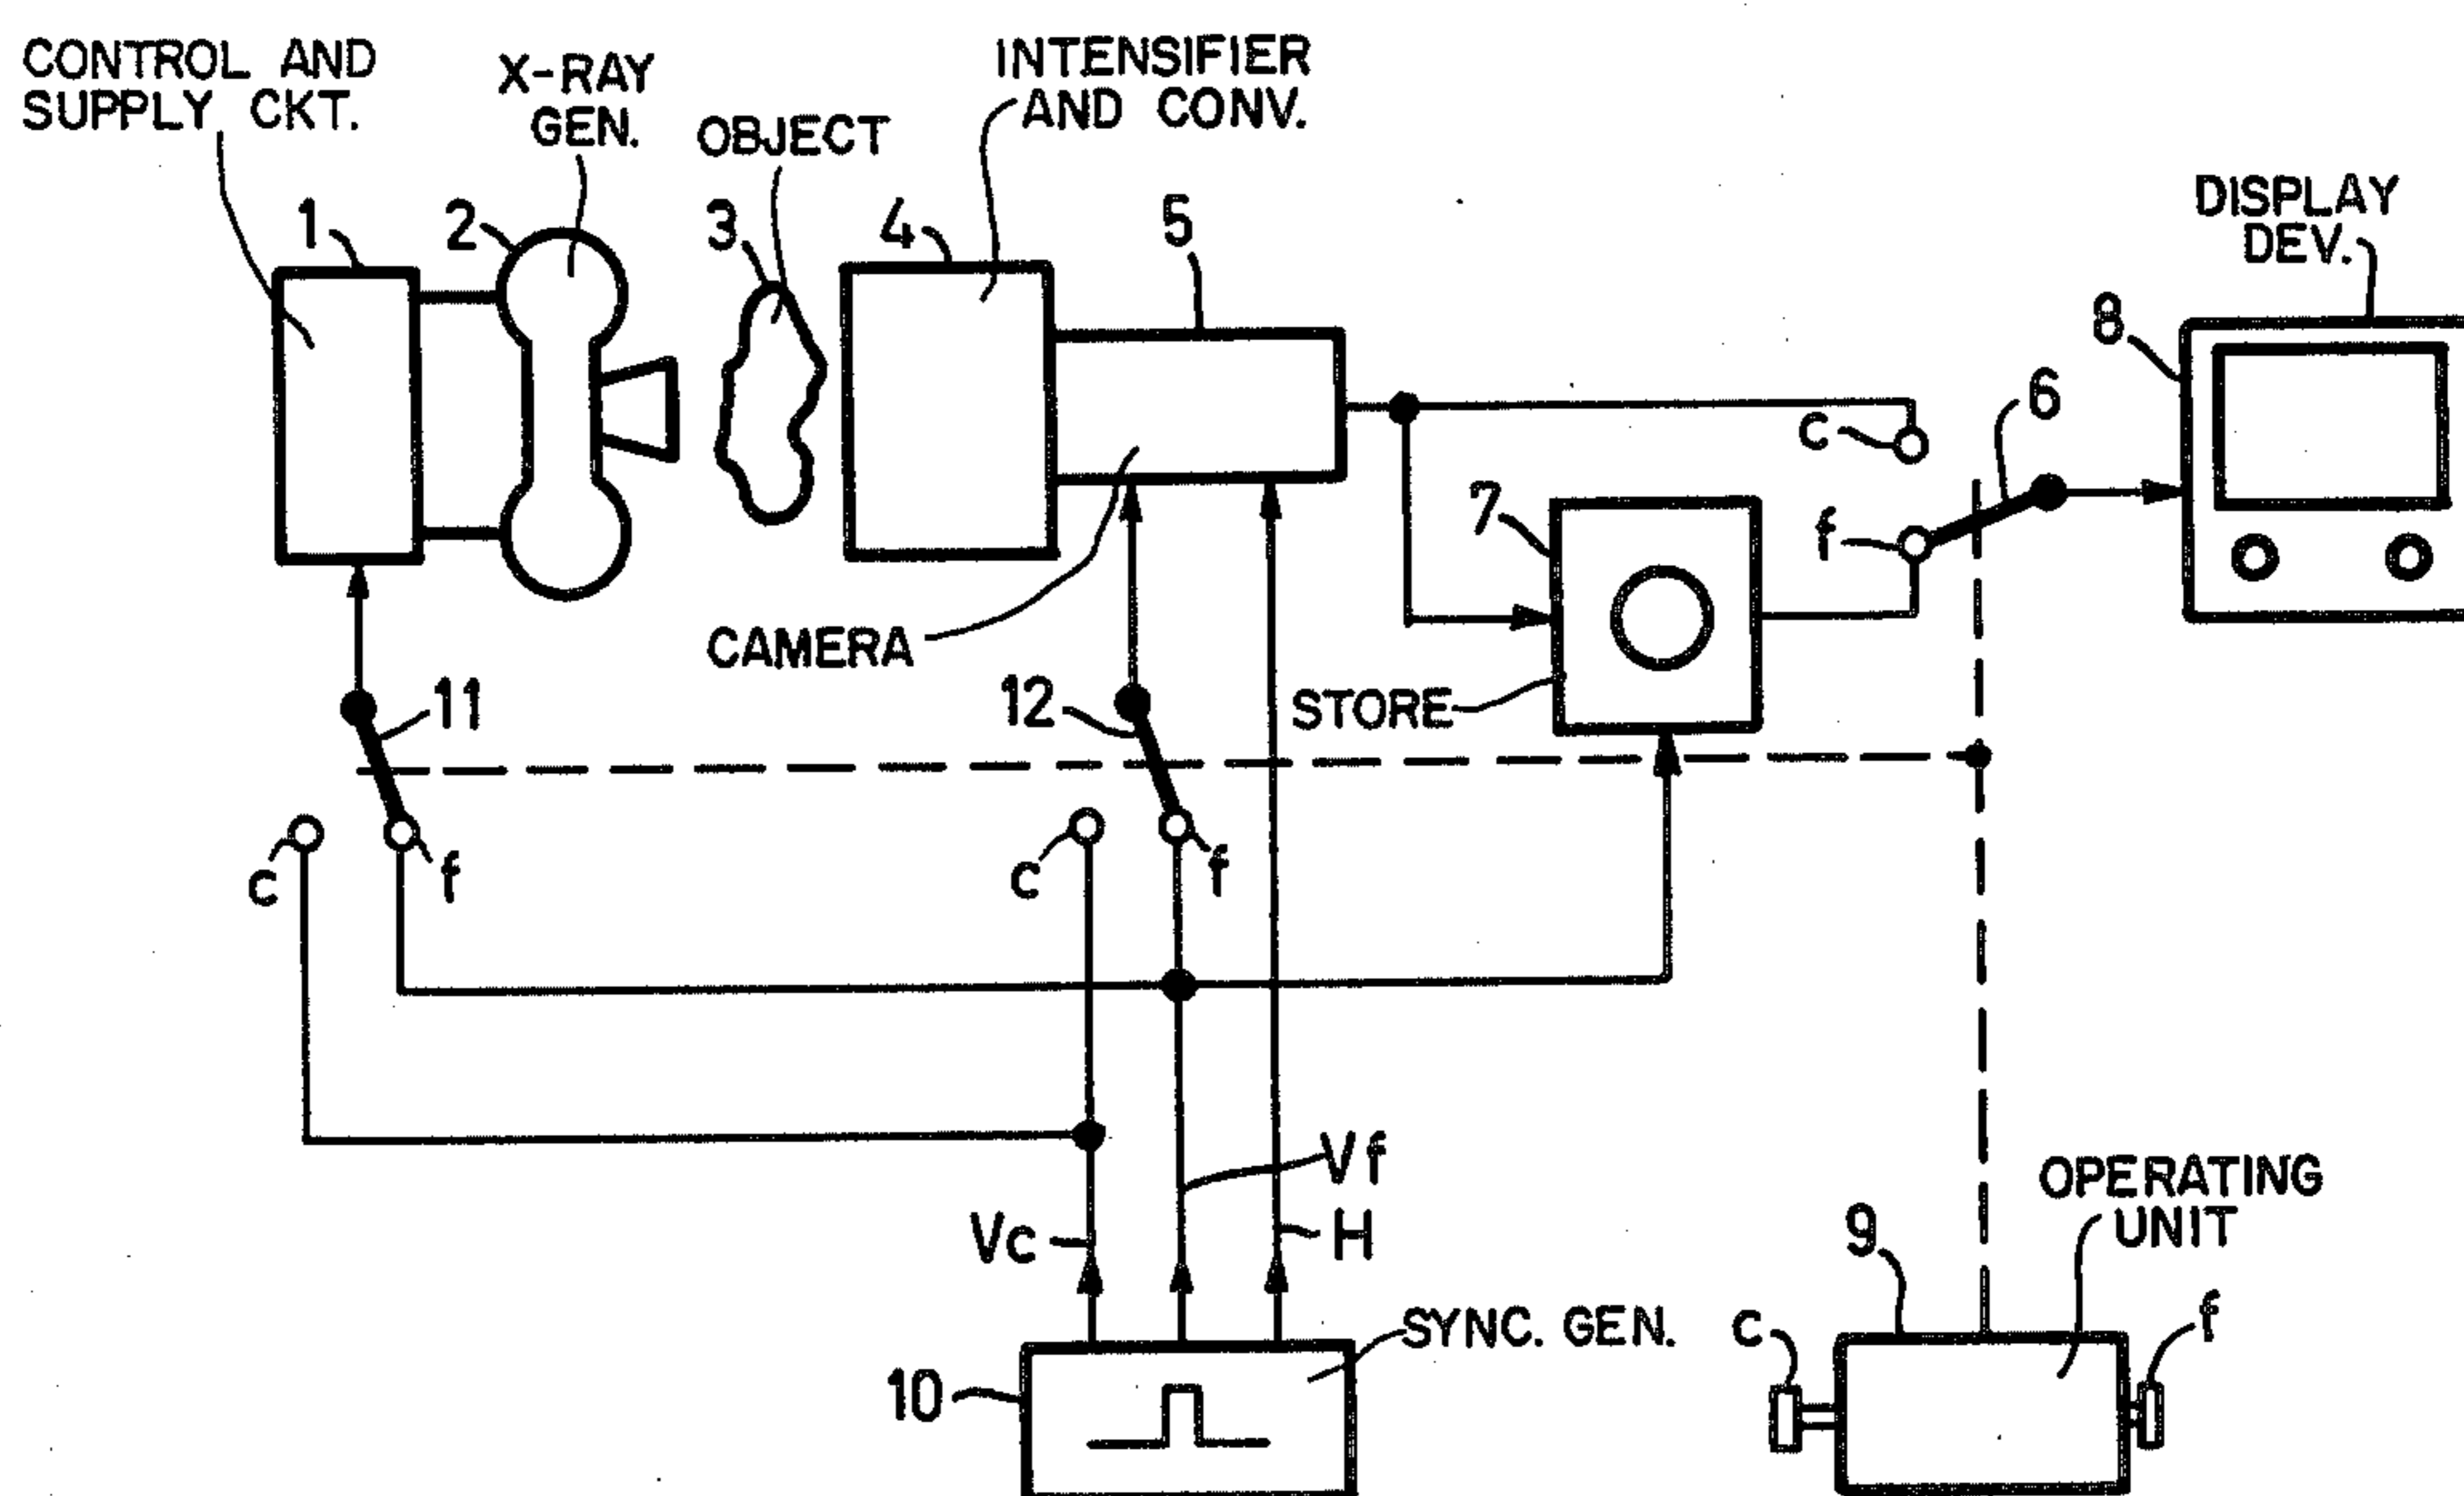 CONTROL AND
SUPPLY CKT.
X-RAY
GEN.
OBJECT
INTENSIFIER
AND CONV.
DISPLAY
DEV.
1
2
3
4
5
8
6
c
f
7
CAMERA
STORE
11
12
c
f
c
f
Vf
Vc
H
OPERATING
UNIT
9
SYNC. GEN.
c
f
10